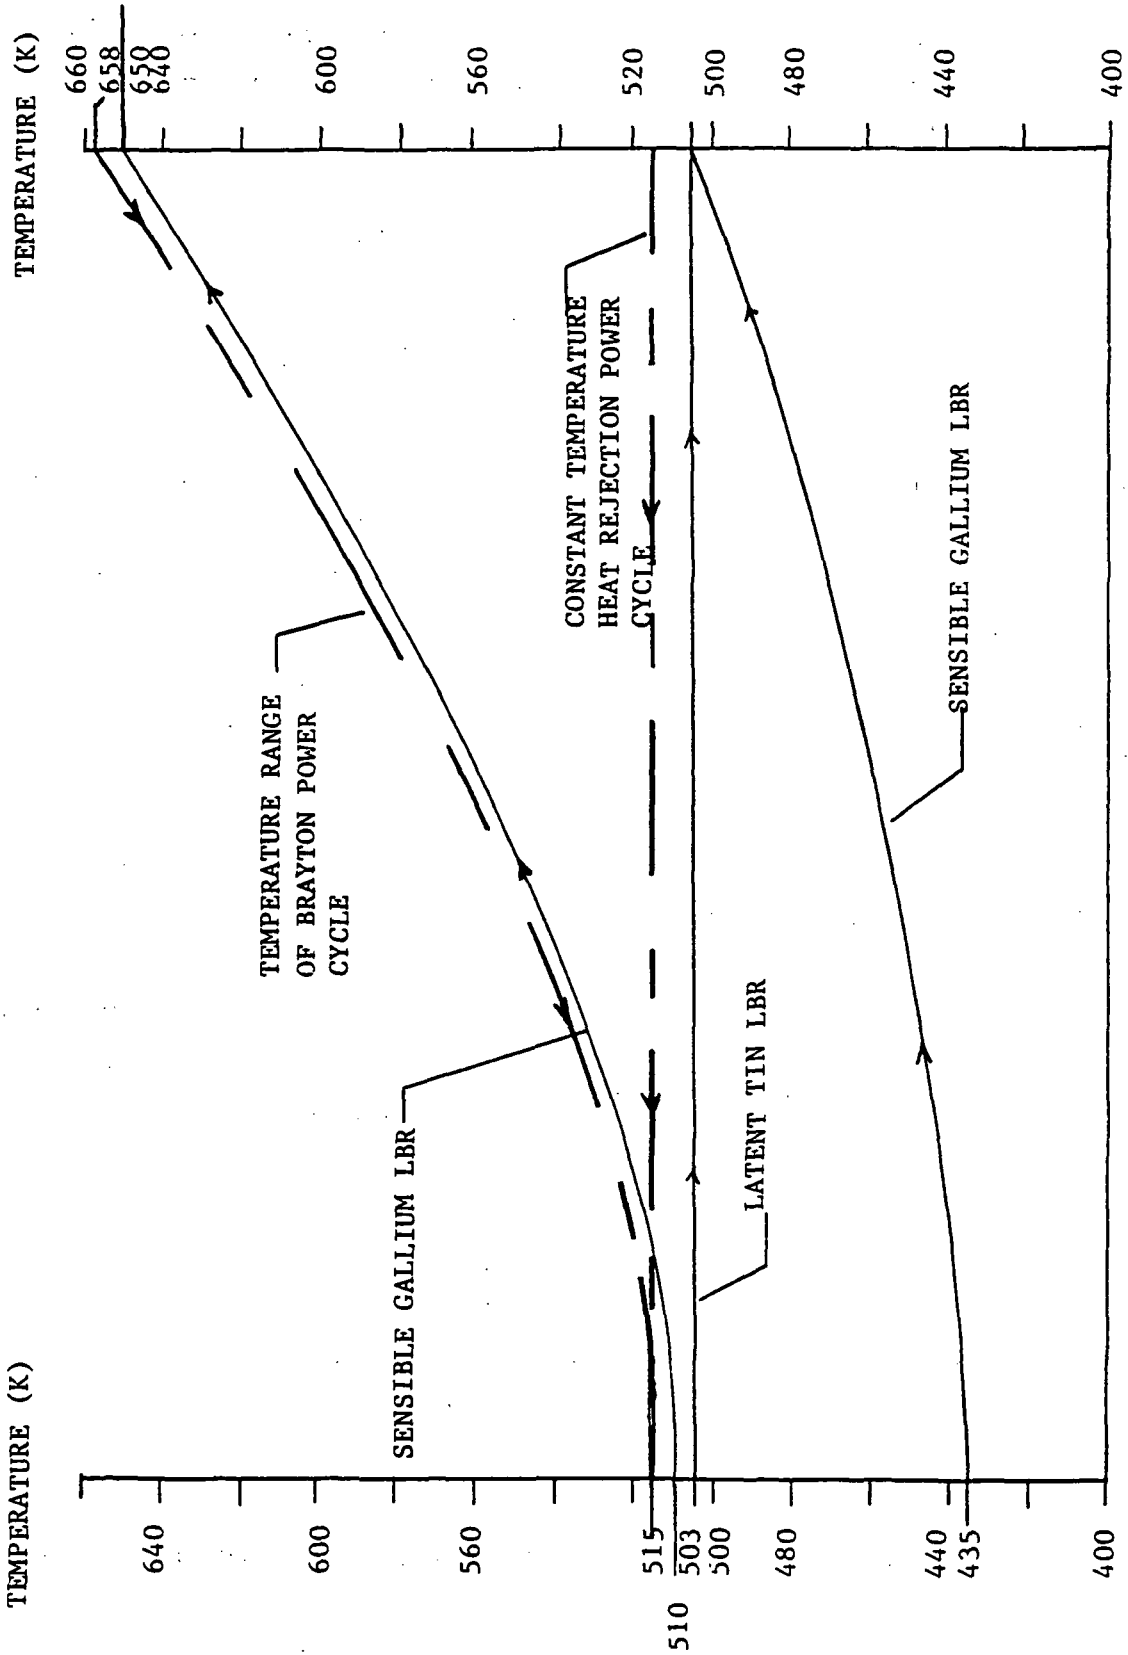 TEMPERATURE (K)
TEMPERATURE (K)
640
600
560
515
510
503
500
480
440
435
400
660
658
650
640
600
560
520
500
480
440
400
TEMPERATURE RANGE
OF BRAYTON POWER
CYCLE
SENSIBLE GALLIUM LBR
CONSTANT TEMPERATURE
HEAT REJECTION POWER
CYCLE
LATENT TIN LBR
SENSIBLE GALLIUM LBR